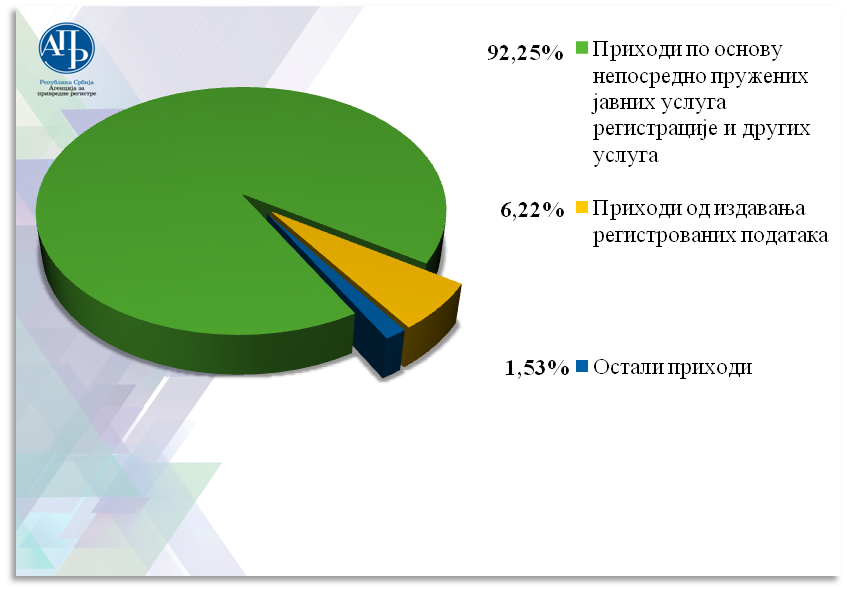 АПР
Република Србија
Агенција за
привредне регистре
92,25% Приходи по основу
непосредно пружених
јавних услуга
регистрације и других
услуга
6,22% Приходи од издавања
регистрованих података
1,53% Остали приходи